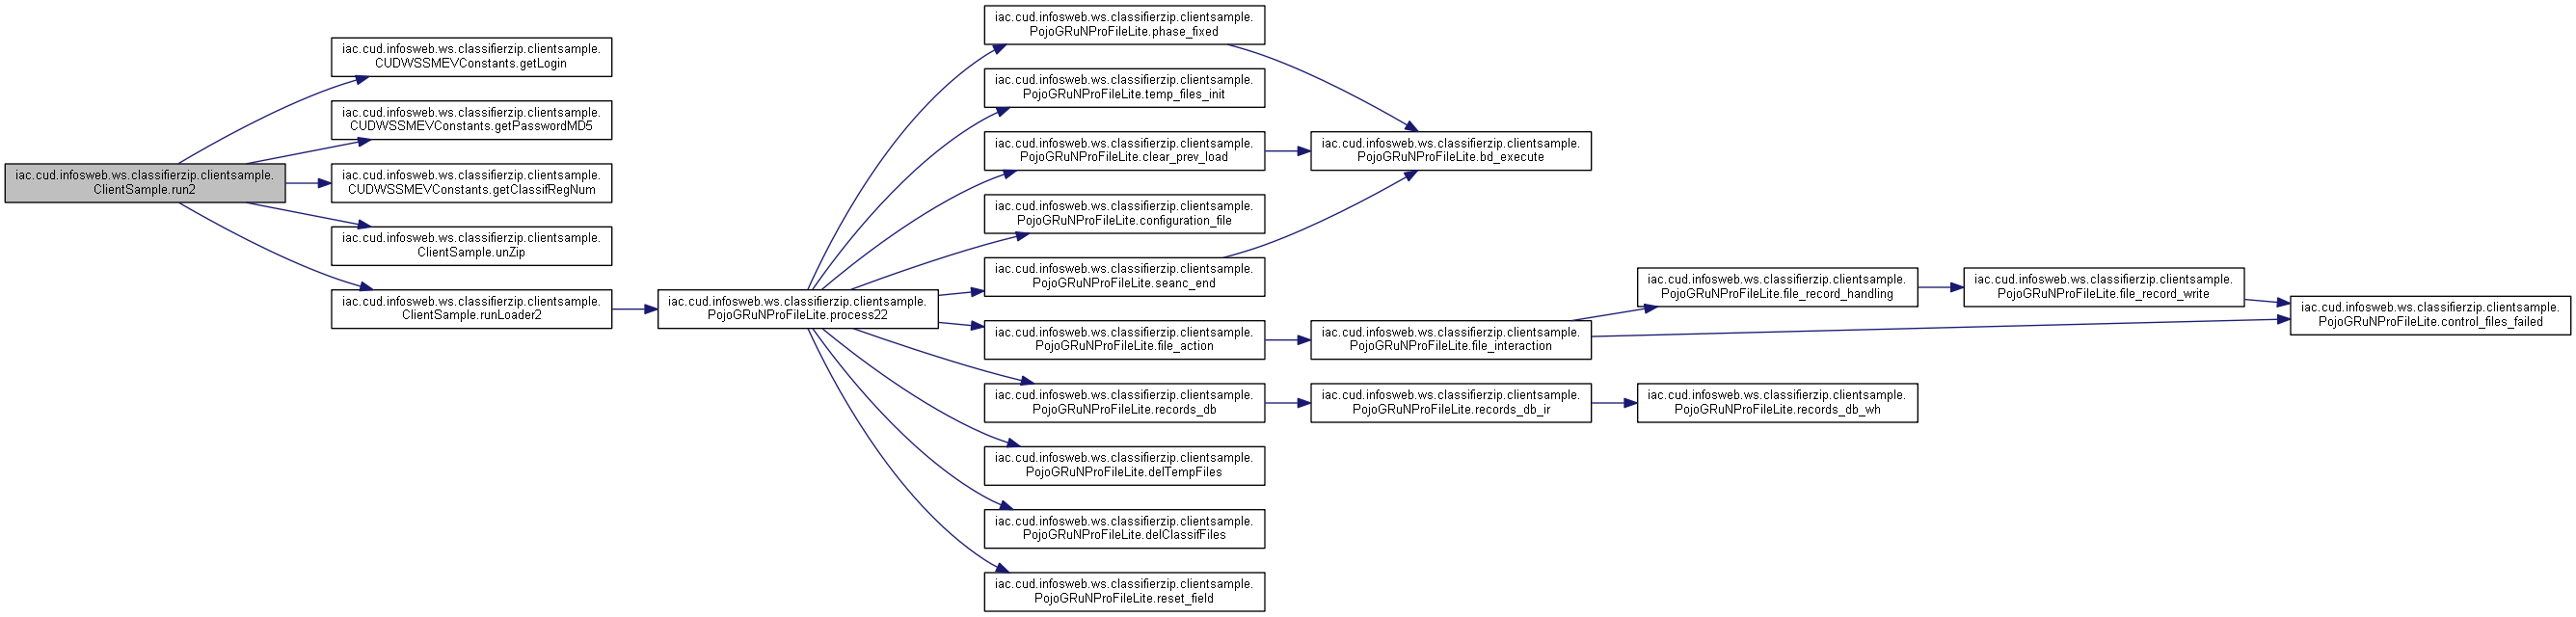 iac.cud.infosweb.ws.classifierzip.clientsample.
ClientSample.run2
iac.cud.infosweb.ws.classifierzip.clientsample.
CUDWSSMEVConstants.getLogin
iac.cud.infosweb.ws.classifierzip.clientsample.
CUDWSSMEVConstants.getPasswordMD5
iac.cud.infosweb.ws.classifierzip.clientsample.
CUDWSSMEVConstants.getClassifRegNum
iac.cud.infosweb.ws.classifierzip.clientsample.
ClientSample.unZip
iac.cud.infosweb.ws.classifierzip.clientsample.
ClientSample.runLoader2
iac.cud.infosweb.ws.classifierzip.clientsample.
PojoGRuNProFileLite.process22
iac.cud.infosweb.ws.classifierzip.clientsample.
PojoGRuNProFileLite.phase_fixed
iac.cud.infosweb.ws.classifierzip.clientsample.
PojoGRuNProFileLite.temp_files_init
iac.cud.infosweb.ws.classifierzip.clientsample.
PojoGRuNProFileLite.clear_prev_load
iac.cud.infosweb.ws.classifierzip.clientsample.
PojoGRuNProFileLite.configuration_file
iac.cud.infosweb.ws.classifierzip.clientsample.
PojoGRuNProFileLite.seanc_end
iac.cud.infosweb.ws.classifierzip.clientsample.
PojoGRuNProFileLite.file_action
iac.cud.infosweb.ws.classifierzip.clientsample.
PojoGRuNProFileLite.records_db
iac.cud.infosweb.ws.classifierzip.clientsample.
PojoGRuNProFileLite.delTempFiles
iac.cud.infosweb.ws.classifierzip.clientsample.
PojoGRuNProFileLite.delClassifFiles
iac.cud.infosweb.ws.classifierzip.clientsample.
PojoGRuNProFileLite.reset_field
iac.cud.infosweb.ws.classifierzip.clientsample.
PojoGRuNProFileLite.bd_execute
iac.cud.infosweb.ws.classifierzip.clientsample.
PojoGRuNProFileLite.file_interaction
iac.cud.infosweb.ws.classifierzip.clientsample.
PojoGRuNProFileLite.records_db_ir
iac.cud.infosweb.ws.classifierzip.clientsample.
PojoGRuNProFileLite.file_record_handling
iac.cud.infosweb.ws.classifierzip.clientsample.
PojoGRuNProFileLite.records_db_wh
iac.cud.infosweb.ws.classifierzip.clientsample.
PojoGRuNProFileLite.file_record_write
iac.cud.infosweb.ws.classifierzip.clientsample.
PojoGRuNProFileLite.control_files_failed